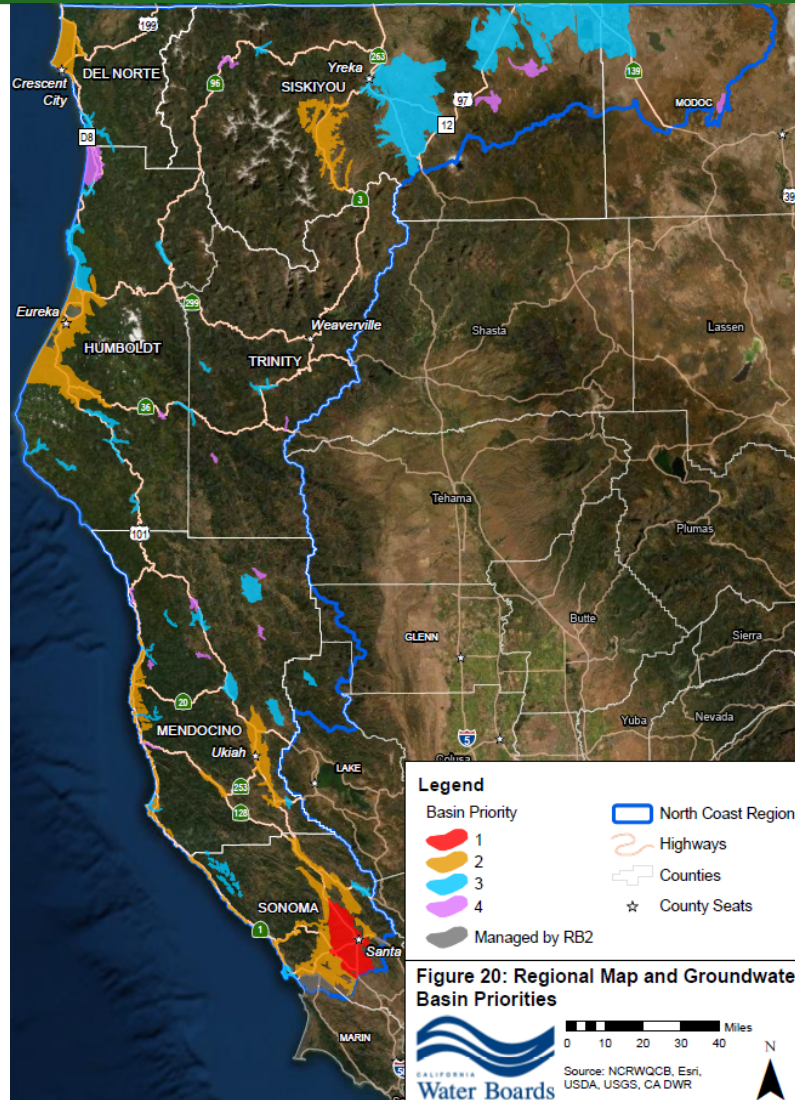 199
Crescent
City
DEL NORTE
96
Yreka
263
SISKIYOU
97
139
MODOC
12
D8
3
39
299
Eureka
HUMBOLDT
Weaverville
TRINITY
Shasta
Lassen
36
Tehama
101
Plumas
GLENN
Butte
Sierra
20
MENDOCINO
Ukiah
5
Yuba
Nevada
Colusa
LAKE
253
128
SONOMA
1
Santa
MARIN
Legend
Basin Priority
1
2
3
4
Managed by RB2
North Coast Region
Highways
Counties
County Seats
Figure 20: Regional Map and Groundwate
Basin Priorities
CALIFORNIA
Water Boards
0 5 10 20 30 40 Miles
Source: NCRWQCB, Esri,
USDA, USGS, CA DWR
N